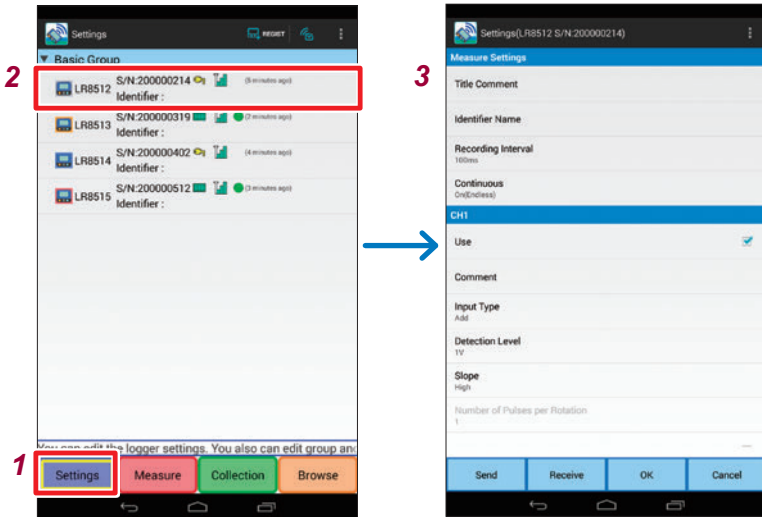 Settings
REGIST
Basic Group
2
LR8512
S/N:200000214
(5 minutes ago)
Identifier :
LR8513
S/N:200000319
(2 minutes ago)
Identifier :
LR8514
S/N:200000402
(4 minutes ago)
Identifier :
LR8515
S/N:200000512
(3 minutes ago)
Identifier :
You can edit the logger settings. You also can edit group and
1
Settings
Measure
Collection
Browse
3
Settings(LR8512 S/N:200000214)
Measure Settings
Title Comment
Identifier Name
Recording Interval
100ms
Continuous
On(Endless)
CH1
Use
Comment
Input Type
Add
Detection Level
1V
Slope
High
Number of Pulses per Rotation
1
Send
Receive
OK
Cancel